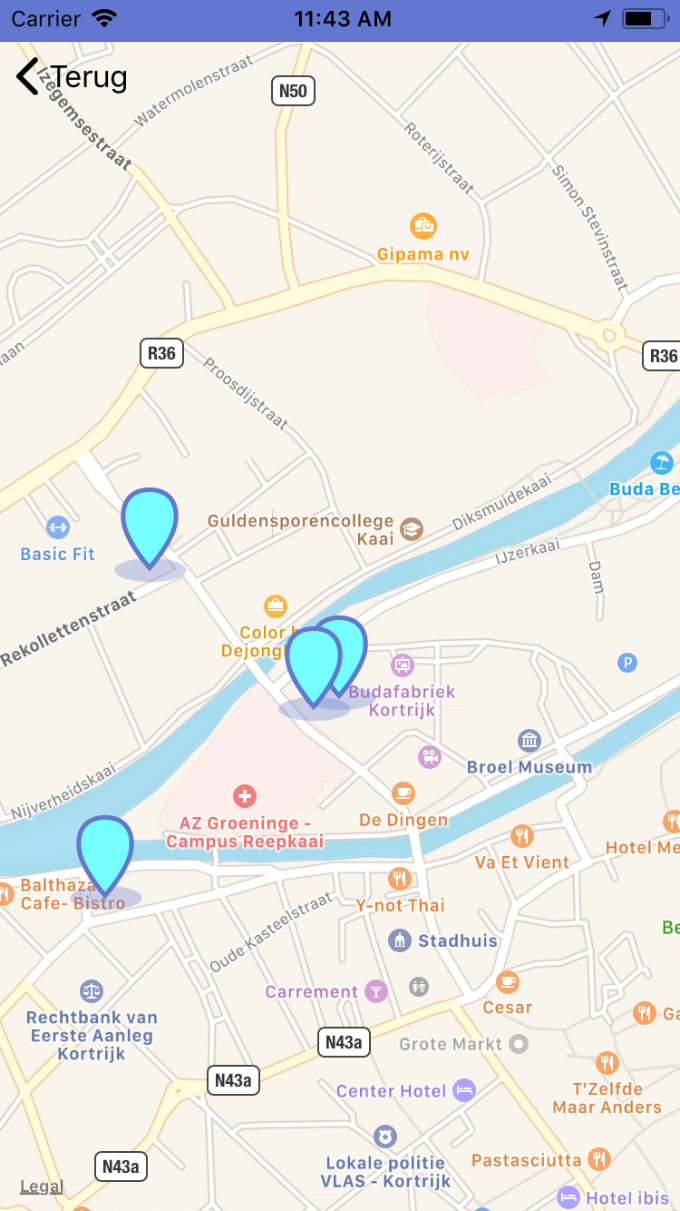 Carrier
11:43 AM
Terug
Izegemsestraat
Watermolenstraat
N50
Roterijstraat
Simon Stevinstraat
Gipama nv
R36
R36
laan
Proosdijstraat
Buda Be
Diksmuidekaai
Guldensporencollege
Kaai
IJzerkaai
Basic Fit
Dam
Rekollettenstraat
Color
Dejong
P
Budafabriek
Kortrijk
Broel Museum
Nijverheidskaai
De Dingen
AZ Groeninge -
Campus Reepkaai
Va Et Vient
Hotel Me
Balthaza
Cafe- Bistro
Y-not Thai
Oude Kasteelstraat
Be
Stadhuis
Carrement
Cesar
Ga
Rechtbank van
Eerste Aanleg
Kortrijk
N43a
Grote Markt
N43a
Center Hotel
T'Zelfde
Maar Anders
N43a
Lokale politie
VLAS - Kortrijk
Pastasciutta
Legal
Hotel ibis